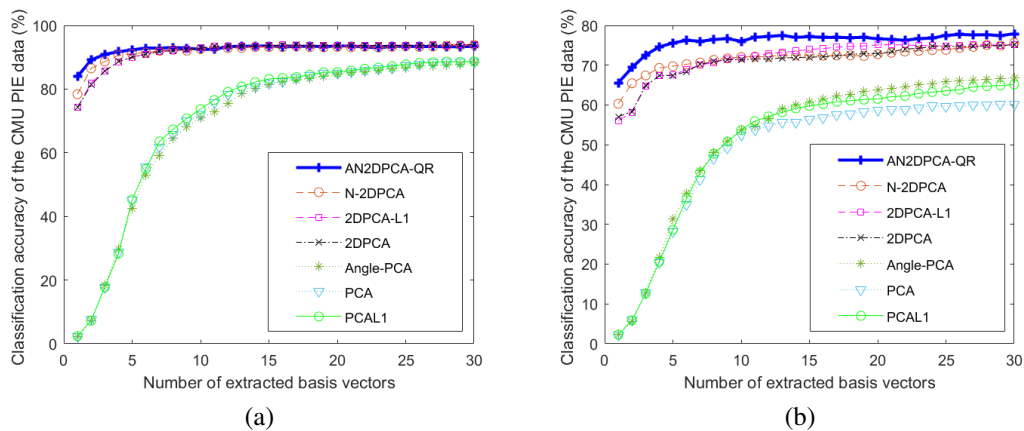 Classification accuracy of the CMU PIE data (%)
100
80
60
40
20
0
0 5 10 15 20 25 30
Number of extracted basis vectors
AN2DPCA-QR
N-2DPCA
2DPCA-L1
2DPCA
Angle-PCA
PCA
PCAL1
(a)
Classification accuracy of the CMU PIE data (%)
80
70
60
50
40
30
20
10
0
0 5 10 15 20 25 30
Number of extracted basis vectors
AN2DPCA-QR
N-2DPCA
2DPCA-L1
2DPCA
Angle-PCA
PCA
PCAL1
(b)